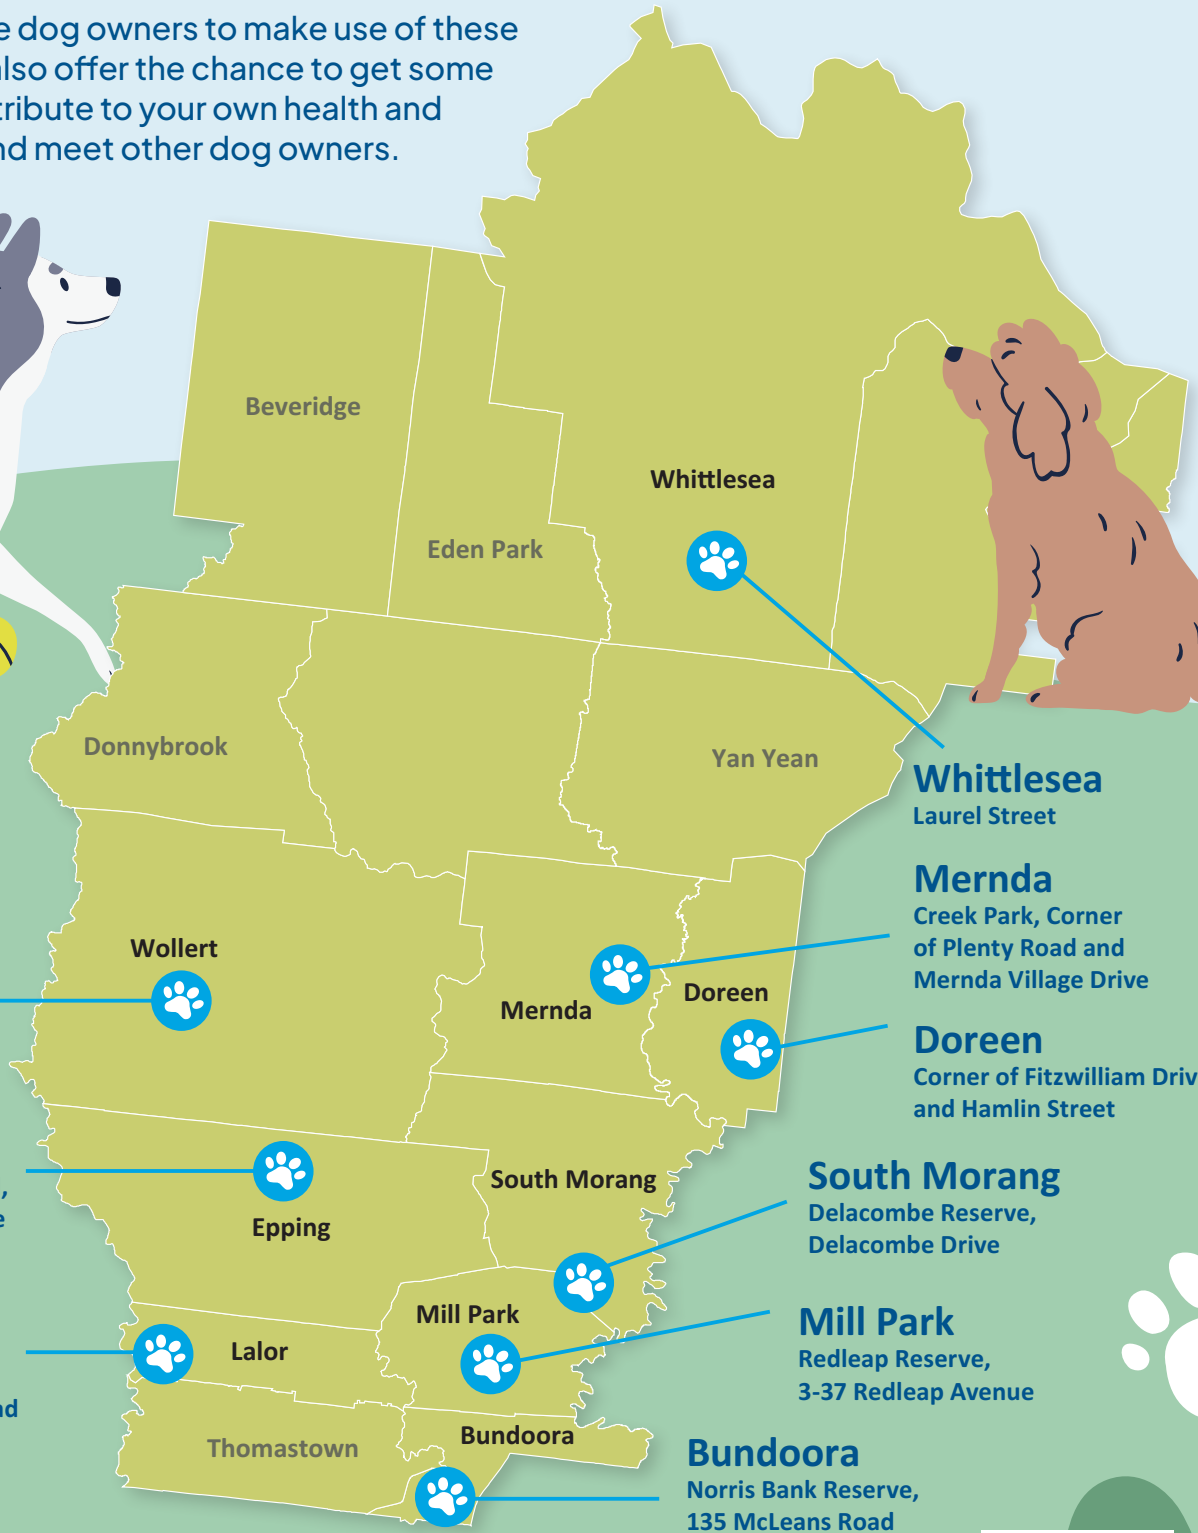 e dog owners to make use of these
also offer the chance to get some
tribute to your own health and
nd meet other dog owners.
Beveridge
Whittlesea
Eden Park
Donnybrook
Yan Yean
Whittlesea
Laurel Street
Mernda
Creek Park, Corner
of Plenty Road and
Mernda Village Drive
Wollert
Mernda
Doreen
Doreen
Corner of Fitzwilliam Driv
and Hamlin Street
South Morang
South Morang
Delacombe Reserve,
Delacombe Drive
,
e
Epping
Mill Park
Mill Park
Redleap Reserve,
3-37 Redleap Avenue
Lalor
nd
Thomastown
Bundoora
Bundoora
Norris Bank Reserve,
135 McLeans Road